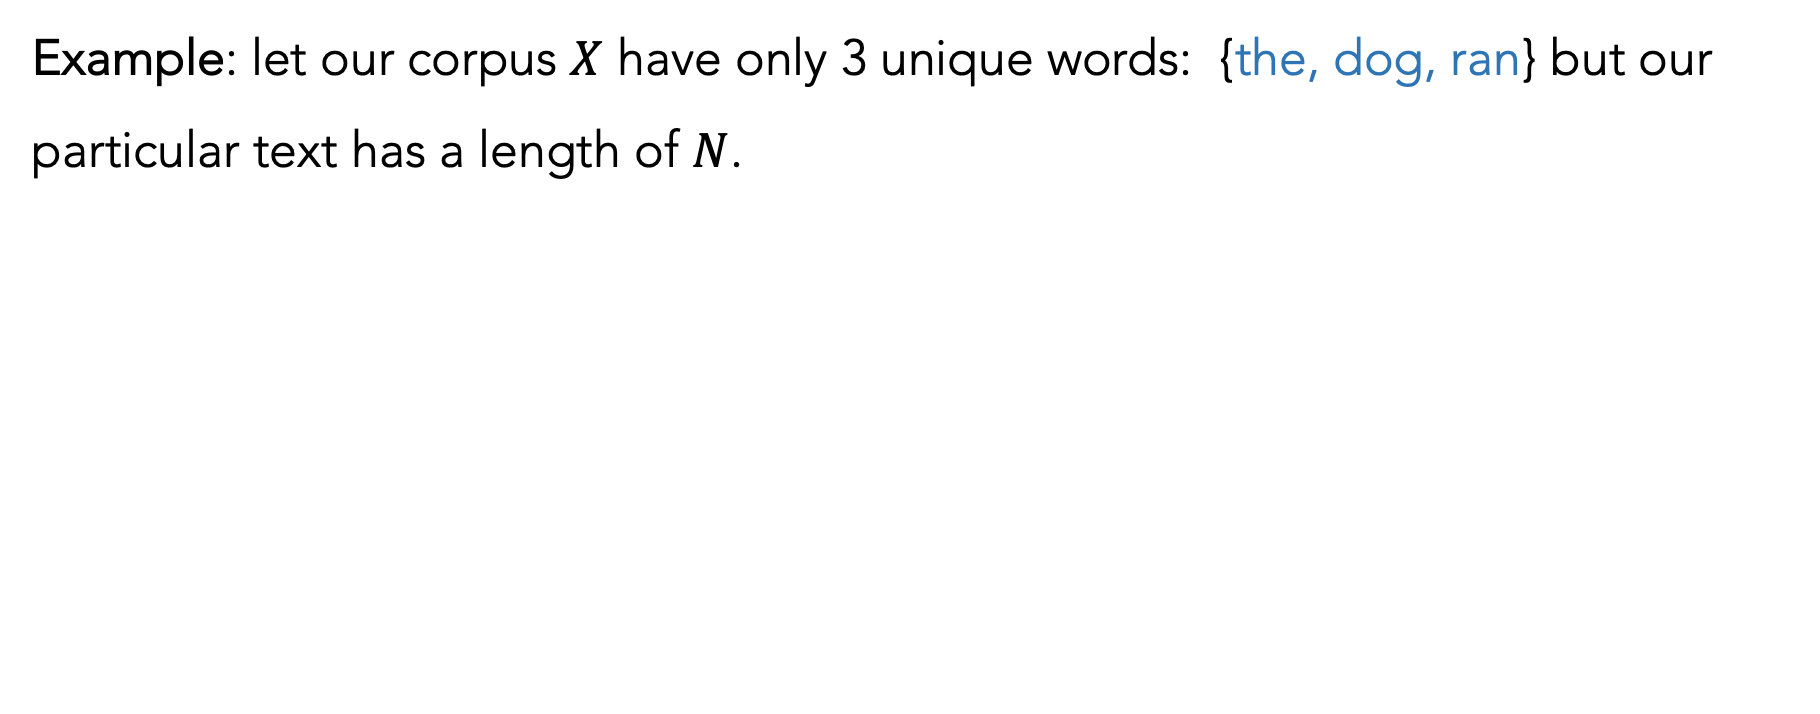 Example: let our corpus X have only 3 unique words: {the, dog, ran} but our
particular text has a length of N.